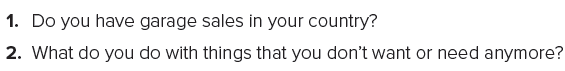 1. Do you have garage sales in your country?
2. What do you do with things that you don't want or need anymore?